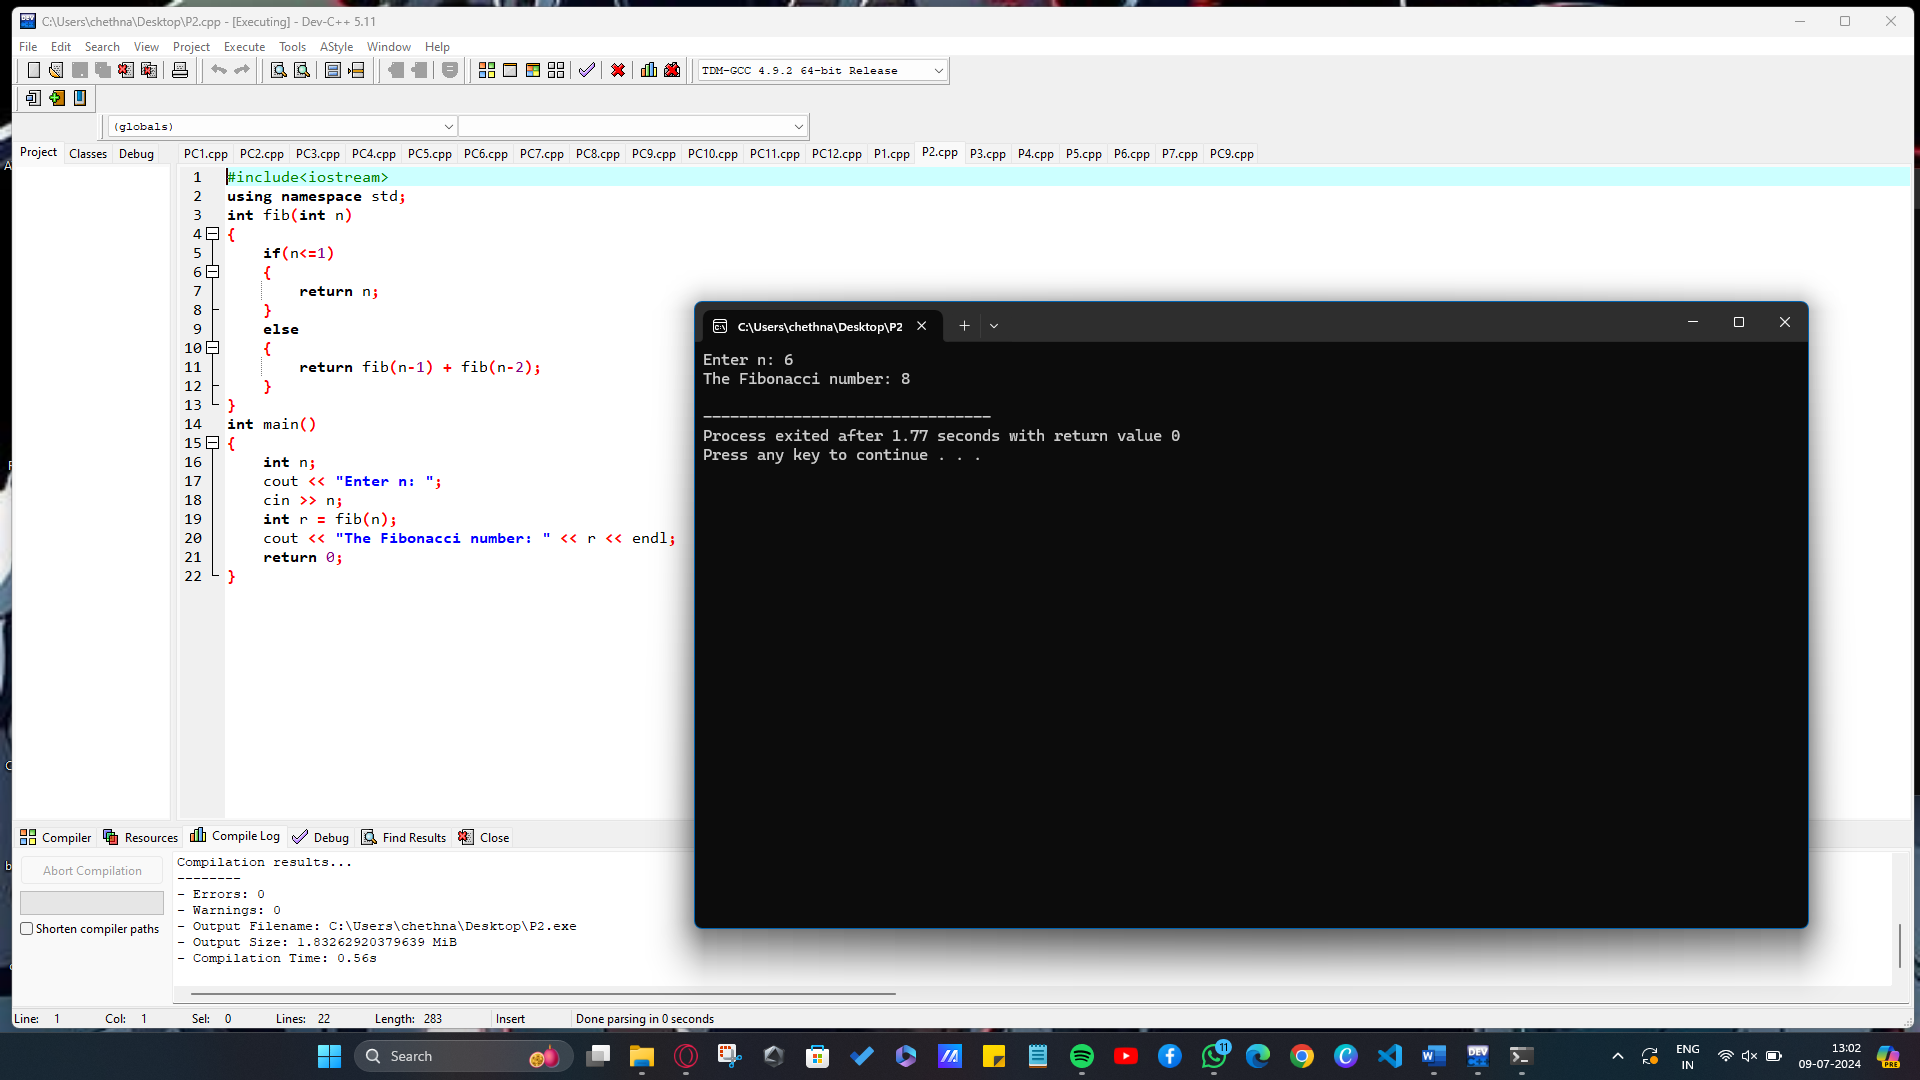 C:\Users\chethna\Desktop\P2.cpp - [Executing] - Dev-C++ 5.11
File Edit Search View Project Execute Tools AStyle Window Help
TDM-GCC 4.9.2 64-bit Release
(globals)
Project Classes Debug PC1.cpp PC2.cpp PC3.cpp PC4.cpp PC5.cpp PC6.cpp PC7.cpp PC8.cpp PC9.cpp PC10.cpp PC11.cpp PC12.cpp P1.cpp P2.cpp P3.cpp P4.cpp P5.cpp P6.cpp P7.cpp PC9.cpp
1 #include<iostream>
2 using namespace std;
3 int fib(int n)
4 {
5 if(n<=1)
6 {
7 return n;
8 }
9 else
10 {
11 return fib(n-1) + fib(n-2);
12 }
13 }
14 int main()
15 {
16 int n;
17 cout << "Enter n: ";
18 cin >> n;
19 int r = fib(n);
20 cout << "The Fibonacci number: " << r << endl;
21 return 0;
22 }
C:\Users\chethna\Desktop\P2
Enter n: 6
The Fibonacci number: 8
--------------------------------
Process exited after 1.77 seconds with return value 0
Press any key to continue . . .
Compiler Resources Compile Log Debug Find Results Close
Abort Compilation
Shorten compiler paths
Compilation results...
--------
- Errors: 0
- Warnings: 0
- Output Filename: C:\Users\chethna\Desktop\P2.exe
- Output Size: 1.83262920379639 MiB
- Compilation Time: 0.56s
Line: 1 Col: 1 Sel: 0 Lines: 22 Length: 283 Insert Done parsing in 0 seconds
Search
11
DEV
ENG
IN
13:02
09-07-2024
PRE